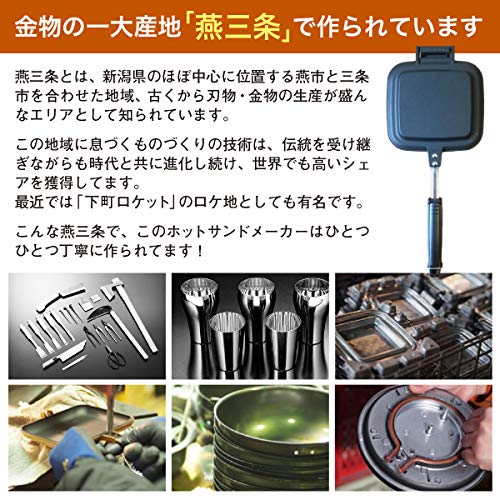 金物の一大産地「燕三条」で作られています
燕三条とは、新潟県のほぼ中心に位置する燕市と三条
市を合わせた地域、古くから刃物・金物の生産が盛ん
なエリアとして知られています。
この地域に息づくものづくりの技術は、伝統を受け継
ぎながらも時代と共に進化し続け、世界でも高いシェ
アを獲得してます。
最近では「下町ロケット」のロケ地としても有名です。
こんな燕三条で、このホットサンドメーカーはひとつ
ひとつ丁寧に作られてます！